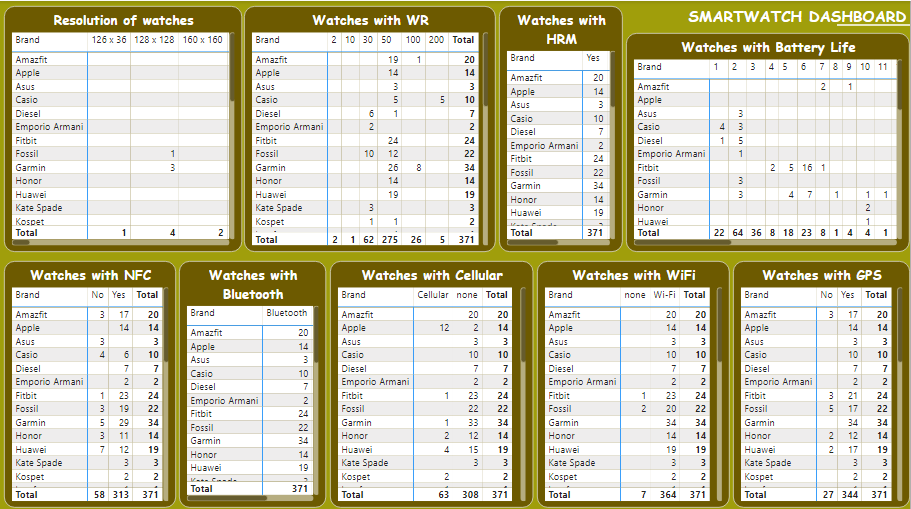 SMARTWATCH DASHBOARD
Resolution of watches
Brand 126 x 36 128 x 128 160 x 160
Amazfit
Apple
Asus
Casio
Diesel
Emporio Armani
Fitbit
Fossil 1
Garmin 3
Honor
Huawei
Kate Spade
Kospet
Total 1 4 2
Watches with WR
Brand 2 10 30 50 100 200 Total
Amazfit 19 1 20
Apple 14 14
Asus 3 3
Casio 5 5 10
Diesel 6 1 7
Emporio Armani 2 2
Fitbit 24 24
Fossil 10 12 22
Garmin 26 8 34
Honor 14 14
Huawei 19 19
Kate Spade 3 3
Kospet 1 1 2
Total 2 1 62 275 26 5 371
Watches with
HRM
Brand Yes
Amazfit 20
Apple 14
Asus 3
Casio 10
Diesel 7
Emporio Armani 2
Fitbit 24
Fossil 22
Garmin 34
Honor 14
Huawei 19
Total 371
Watches with Battery Life
Brand 1 2 3 4 5 6 7 8 9 10 11
Amazfit 2 1
Apple
Asus 3
Casio 4 3
Diesel 1 5
Emporio Armani 1
Fitbit 2 5 16 1
Fossil 3
Garmin 3 4 7 1 1 1
Honor 2
Huawei 1
Total 22 64 36 8 18 23 8 1 4 4 1
Watches with NFC
Brand No Yes Total
Amazfit 3 17 20
Apple 14 14
Asus 3 3
Casio 4 6 10
Diesel 7 7
Emporio Armani 2 2
Fitbit 1 23 24
Fossil 3 19 22
Garmin 5 29 34
Honor 3 11 14
Huawei 7 12 19
Kate Spade 3 3
Kospet 2 2
Total 58 313 371
Watches with
Bluetooth
Brand Bluetooth
Amazfit 20
Apple 14
Asus 3
Casio 10
Diesel 7
Emporio Armani 2
Fitbit 24
Fossil 22
Garmin 34
Honor 14
Huawei 19
Total 371
Watches with Cellular
Brand Cellular none Total
Amazfit 20 20
Apple 12 2 14
Asus 3 3
Casio 10 10
Diesel 7 7
Emporio Armani 2 2
Fitbit 1 23 24
Fossil 22 22
Garmin 1 33 34
Honor 2 12 14
Huawei 4 15 19
Kate Spade 3 3
Kospet 2 2
Total 63 308 371
Watches with WiFi
Brand none Wi-Fi Total
Amazfit 20 20
Apple 14 14
Asus 3 3
Casio 10 10
Diesel 7 7
Emporio Armani 2 2
Fitbit 1 23 24
Fossil 2 20 22
Garmin 34 34
Honor 14 14
Huawei 19 19
Kate Spade 3 3
Kospet 2 2
Total 7 364 371
Watches with GPS
Brand No Yes Total
Amazfit 3 17 20
Apple 14 14
Asus 3 3
Casio 10 10
Diesel 7 7
Emporio Armani 2 2
Fitbit 3 21 24
Fossil 5 17 22
Garmin 34 34
Honor 2 12 14
Huawei 2 17 19
Kate Spade 3 3
Kospet 2 2
Total 27 344 371